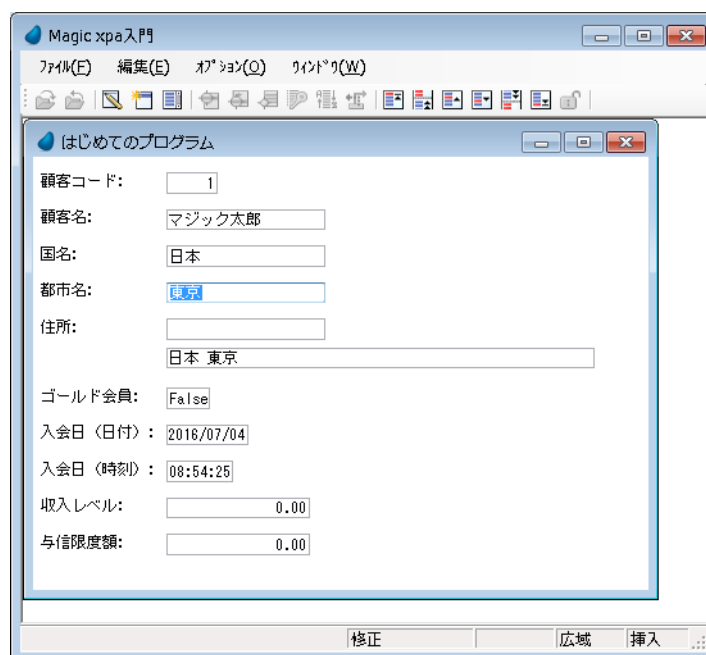 Magic xpa入門
ﾌｧｲﾙ(F) 編集(E) ｵﾌﾟｼｮﾝ(O) ｳｨﾝﾄﾞｳ(W)
はじめてのプログラム
顧客コード: 1
顧客名: マジック太郎
国名: 日本
都市名: 東京
住所:
日本 東京
ゴールド会員: False
入会日（日付）: 2016/07/04
入会日（時刻）: 08:54:25
収入レベル: 0.00
与信限度額: 0.00
修正 広域 挿入